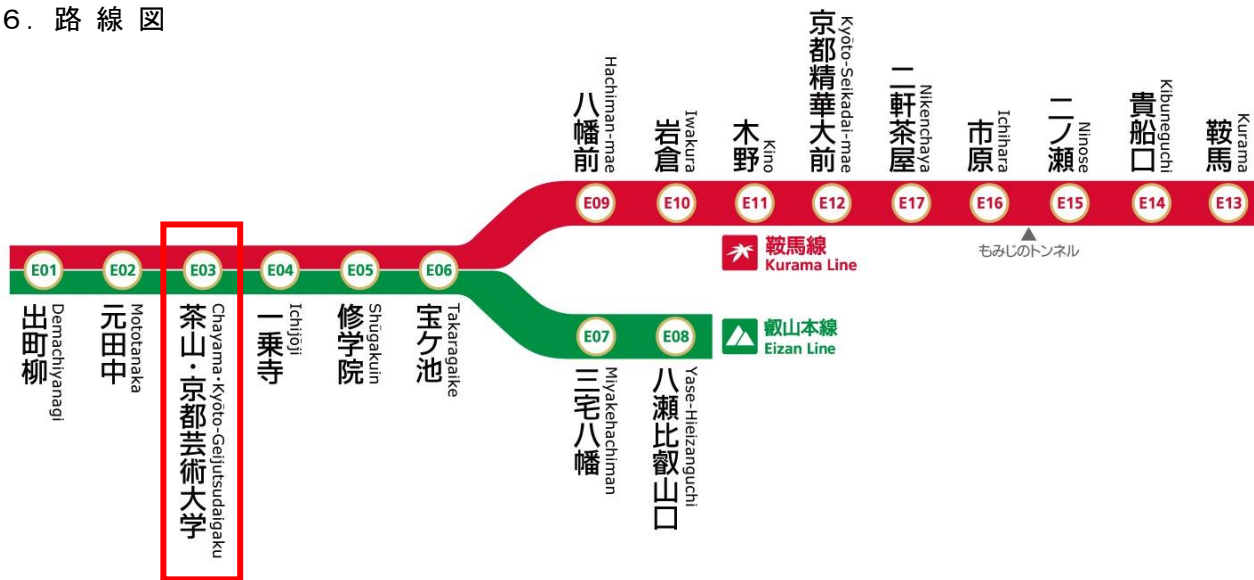 6. 路線図
八幡前
Hachiman-mae
岩倉
Iwakura
木野
Kino
京都精華大前
Kyōto-Seikadai-mae
二軒茶屋
Nikenchaya
市原
Ichihara
二ノ瀬
Ninose
貴船口
Kibuneguchi
鞍馬
Kurama
E09
E10
E11
E12
E17
E16
E15
E14
E13
鞍馬線
Kurama Line
もみじのトンネル
E01
E02
E03
E04
E05
E06
出町柳
Demachiyanagi
元田中
Mototanaka
茶山・京都芸術大学
Chayama・Kyōto-Geijutsudaigaku
一乗寺
Ichijōji
修学院
Shūgakuin
宝ケ池
Takaragaike
E07
E08
叡山本線
Eizan Line
三宅八幡
Miyakehachiman
八瀬比叡山口
Yase-Hieizanguchi